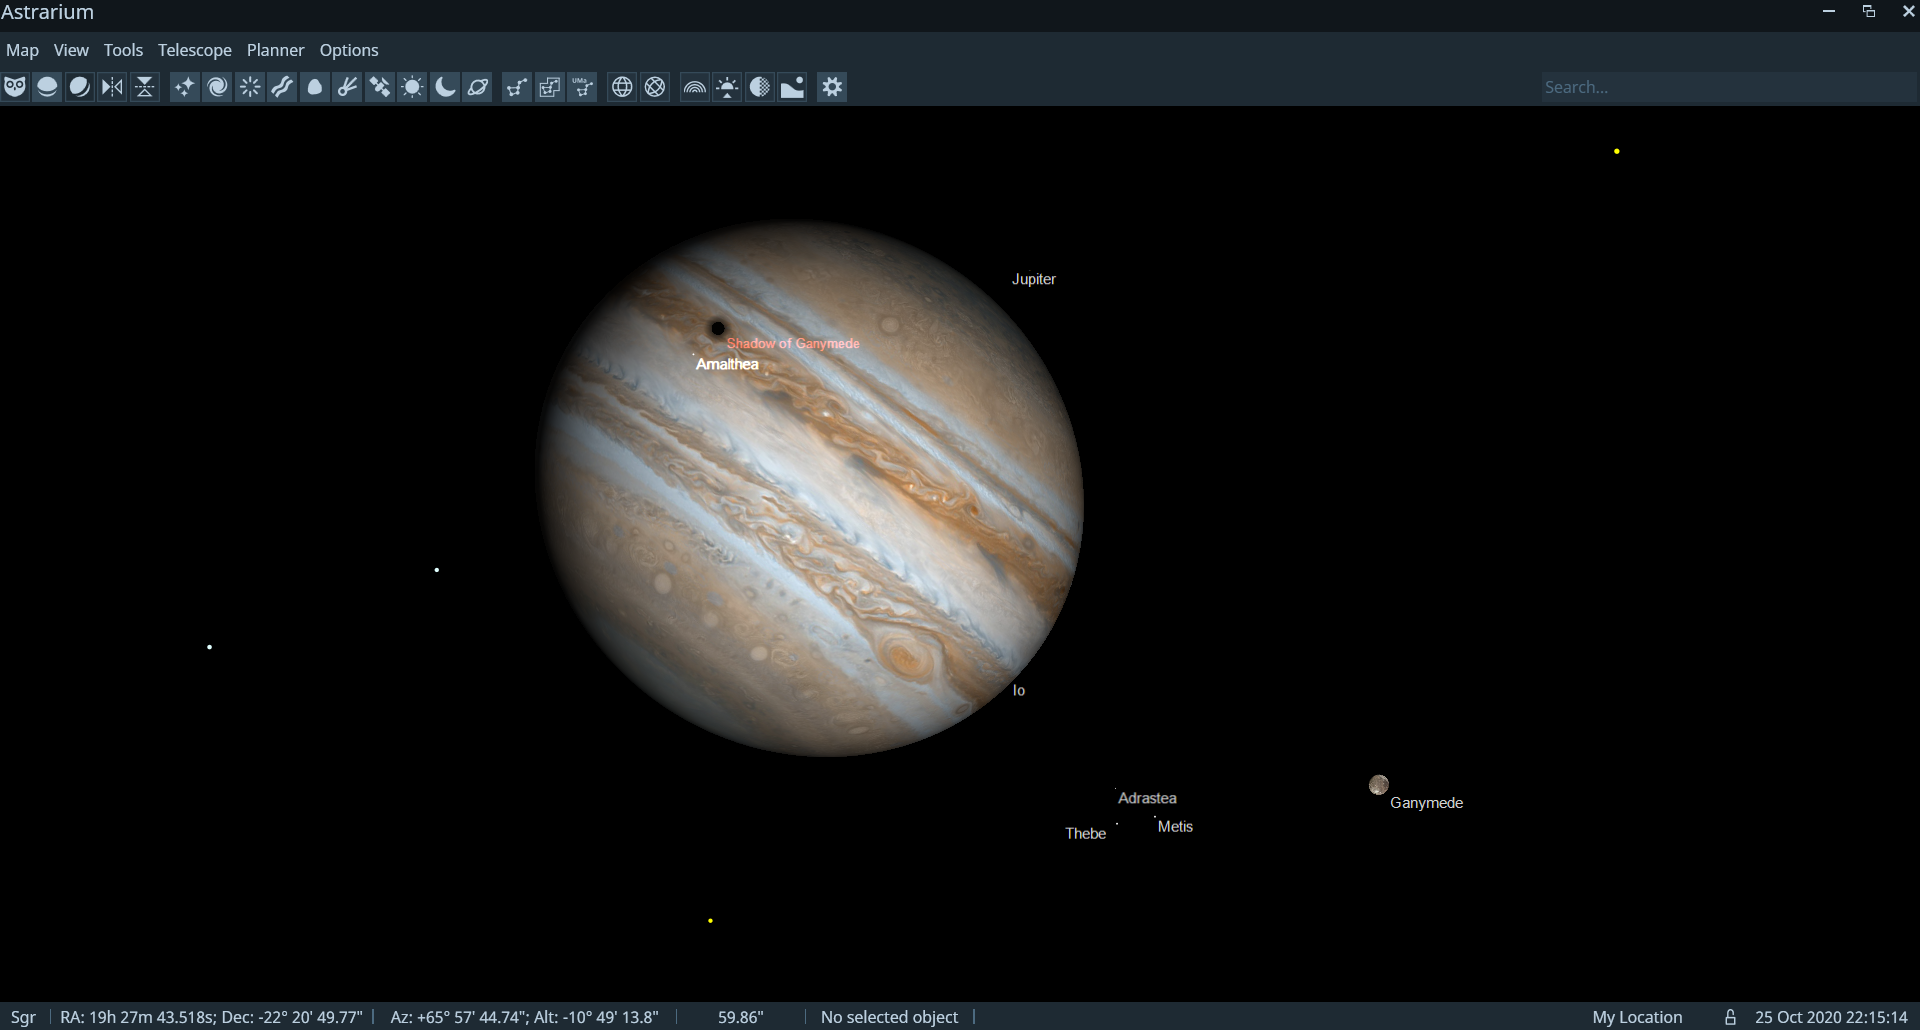 Astrarium
Map View Tools Telescope Planner Options
UMa
Search...
Jupiter
Shadow of Ganymede
Amalthea
Io
Adrastea
Ganymede
Thebe
Metis
Sgr RA: 19h 27m 43.518s; Dec: -22° 20' 49.77" Az: +65° 57' 44.74"; Alt: -10° 49' 13.8" 59.86" No selected object My Location 25 Oct 2020 22:15:14